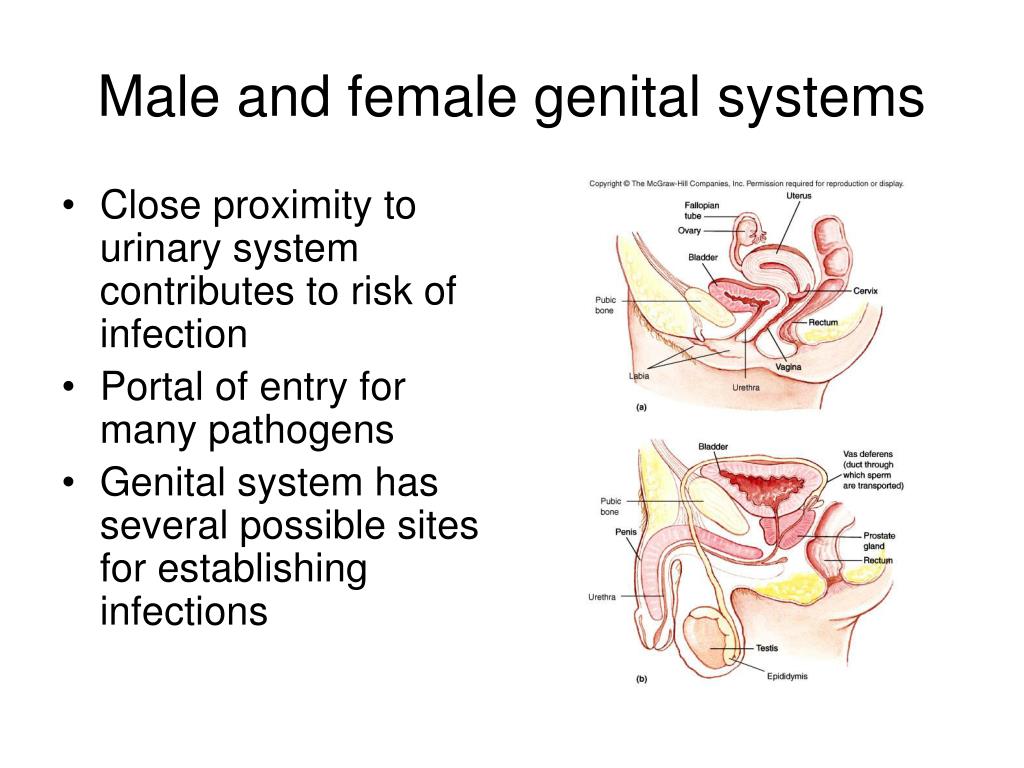 Male and female genital systems
• Close proximity to
urinary system
contributes to risk of
infection
• Portal of entry for
many pathogens
• Genital system has
several possible sites
for establishing
infections
Copyright © The McGraw-Hill Companies, Inc. Permission required for reproduction or display.
Uterus
Fallopian
tube
Ovary
Bladder
Cervix
Pubic
bone
Rectum
Vagina
Labia
Urethra
(a)
Bladder
Vas deferens
(duct through
which sperm
are transported)
Pubic
bone
Penis
Prostate
gland
Rectum
Urethra
Testis
Epididymis
(b)